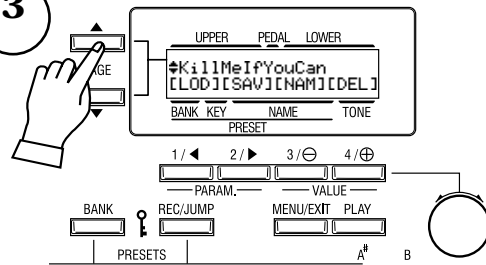 3
UPPER PEDAL LOWER
KillMeIfYouCan
[LOD][SAV][NAM][DEL]
BANK KEY NAME TONE
PRESET
1/◀ 2/▶ 3/⊖ 4/⊕
PARAM. VALUE
BANK REC/JUMP MENU/EXIT PLAY
PRESETS A# B